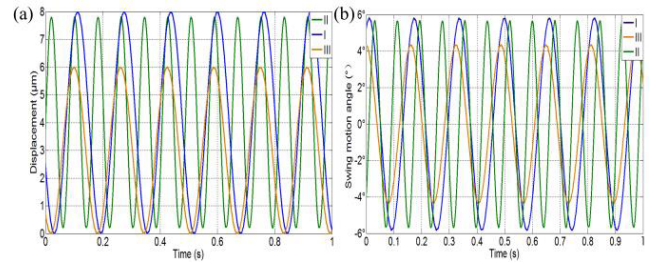 (a)
8
7
6
5
4
3
2
1
0
Displacement (μm)
II
I
III
0
0.2
0.4
0.6
0.8
1
Time (s)
(b)
6°
4°
2°
0
-2°
-4°
-6°
Swing motion angle (°)
I
III
II
0
0.1
0.2
0.3
0.4
0.5
0.6
0.7
0.8
0.9
1
Time (s)